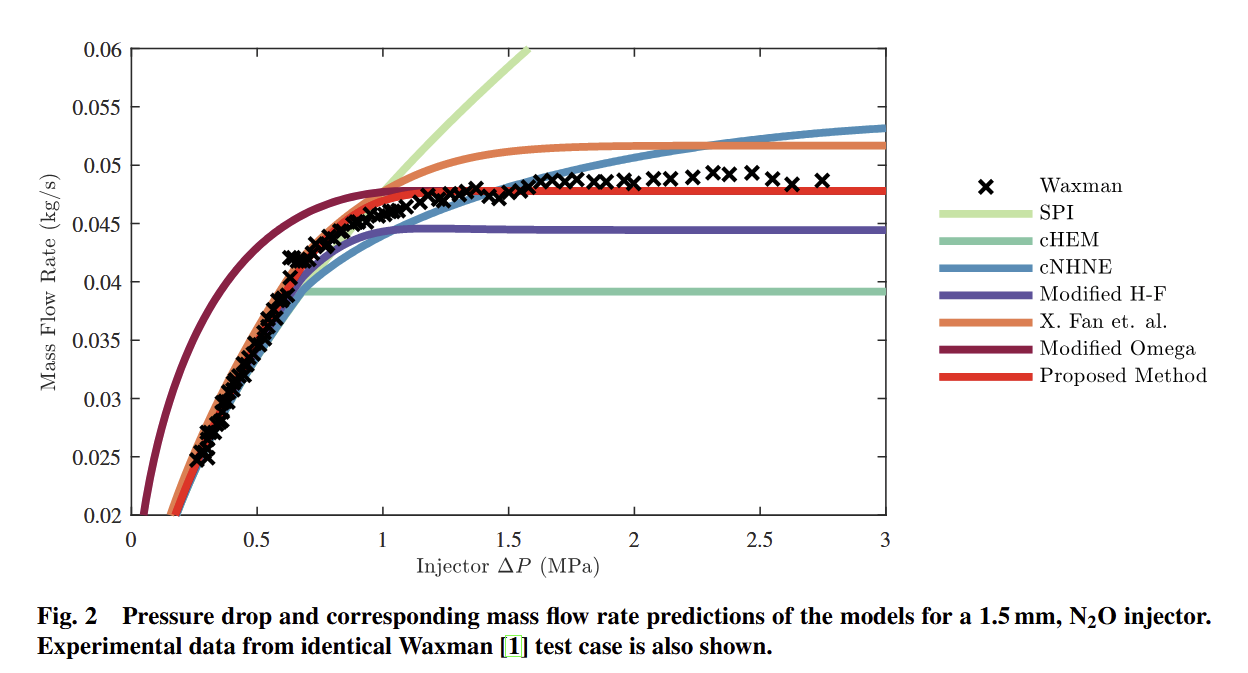 0.06
0.055
0.05
0.045
0.04
0.035
0.03
0.025
0.02
Mass Flow Rate (kg/s)
0 0.5 1 1.5 2 2.5 3
Injector ΔP (MPa)
Waxman
SPI
cHEM
cNHNE
Modified H-F
X. Fan et. al.
Modified Omega
Proposed Method
Fig. 2 Pressure drop and corresponding mass flow rate predictions of the models for a 1.5 mm, N₂O injector.
Experimental data from identical Waxman [1] test case is also shown.